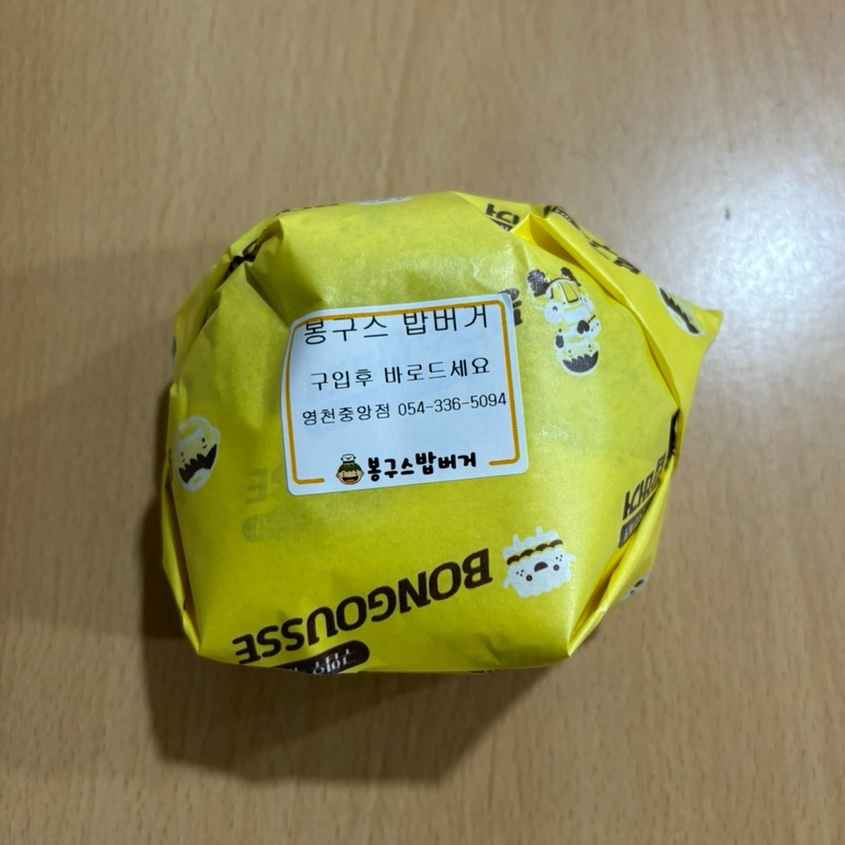 봉구스 밥버거
구입후 바로드세요
영천중앙점 054-336-5094
봉구스밥버거
BONGOUSSE